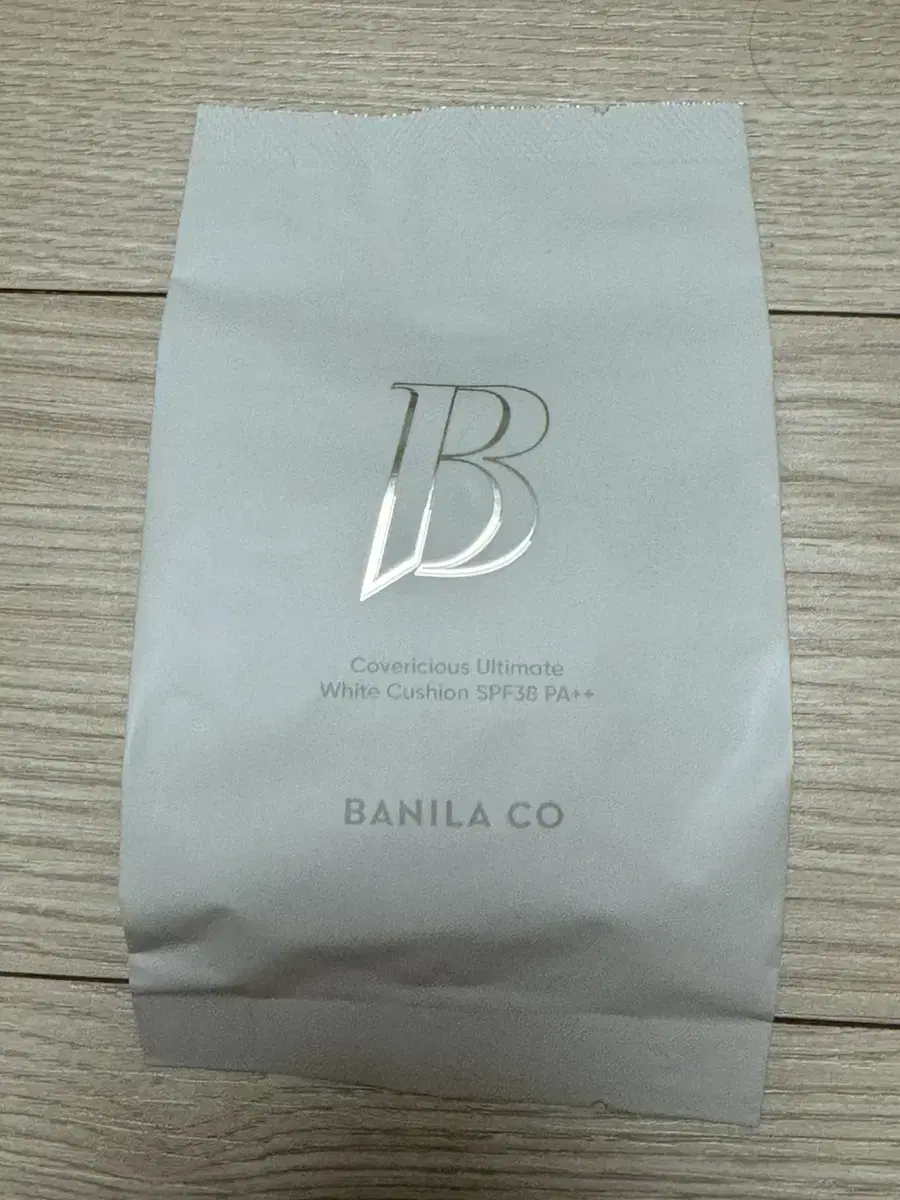 B
Covericious Ultimate
White Cushion SPF38 PA++
BANILA CO